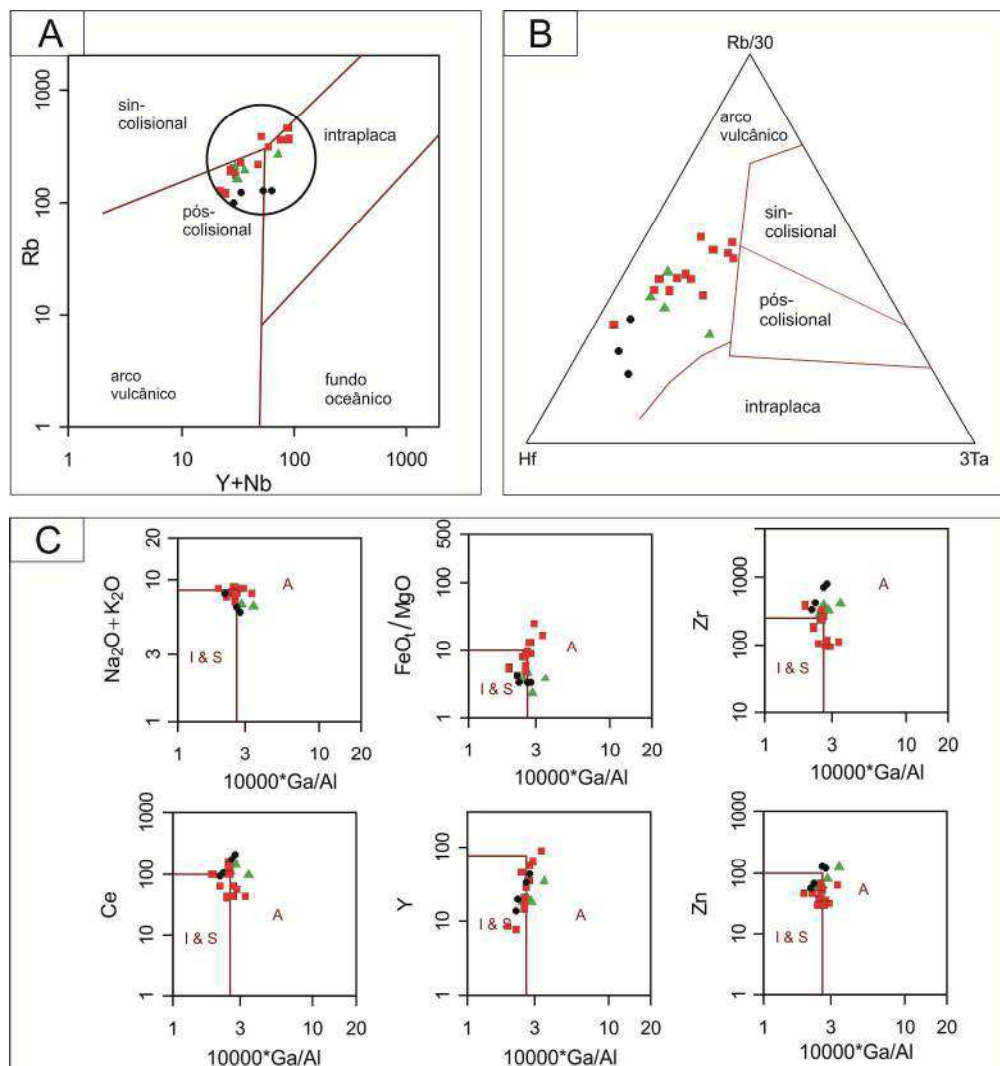 A
1000
100
10
1
Rb
sin-
colisional
intraplaca
pós-
colisional
arco
vulcânico
fundo
oceânico
1 10 100 1000
Y+Nb
B
Rb/30
arco
vulcânico
sin-
colisional
pós-
colisional
intraplaca
Hf 3Ta
C
Na₂O+K₂O
20
10
3
1
A
I & S
1 3 10 20
10000*Ga/Al
FeOₜ/MgO
500
100
10
1
A
I & S
1 3 10 20
10000*Ga/Al
Zr
1000
100
10
A
I & S
1 3 10 20
10000*Ga/Al
Ce
1000
100
10
1
I & S
A
1 3 10 20
10000*Ga/Al
Y
100
10
1
I & S
A
1 3 10 20
10000*Ga/Al
Zn
1000
100
10
1
A
I & S
1 3 10 20
10000*Ga/Al